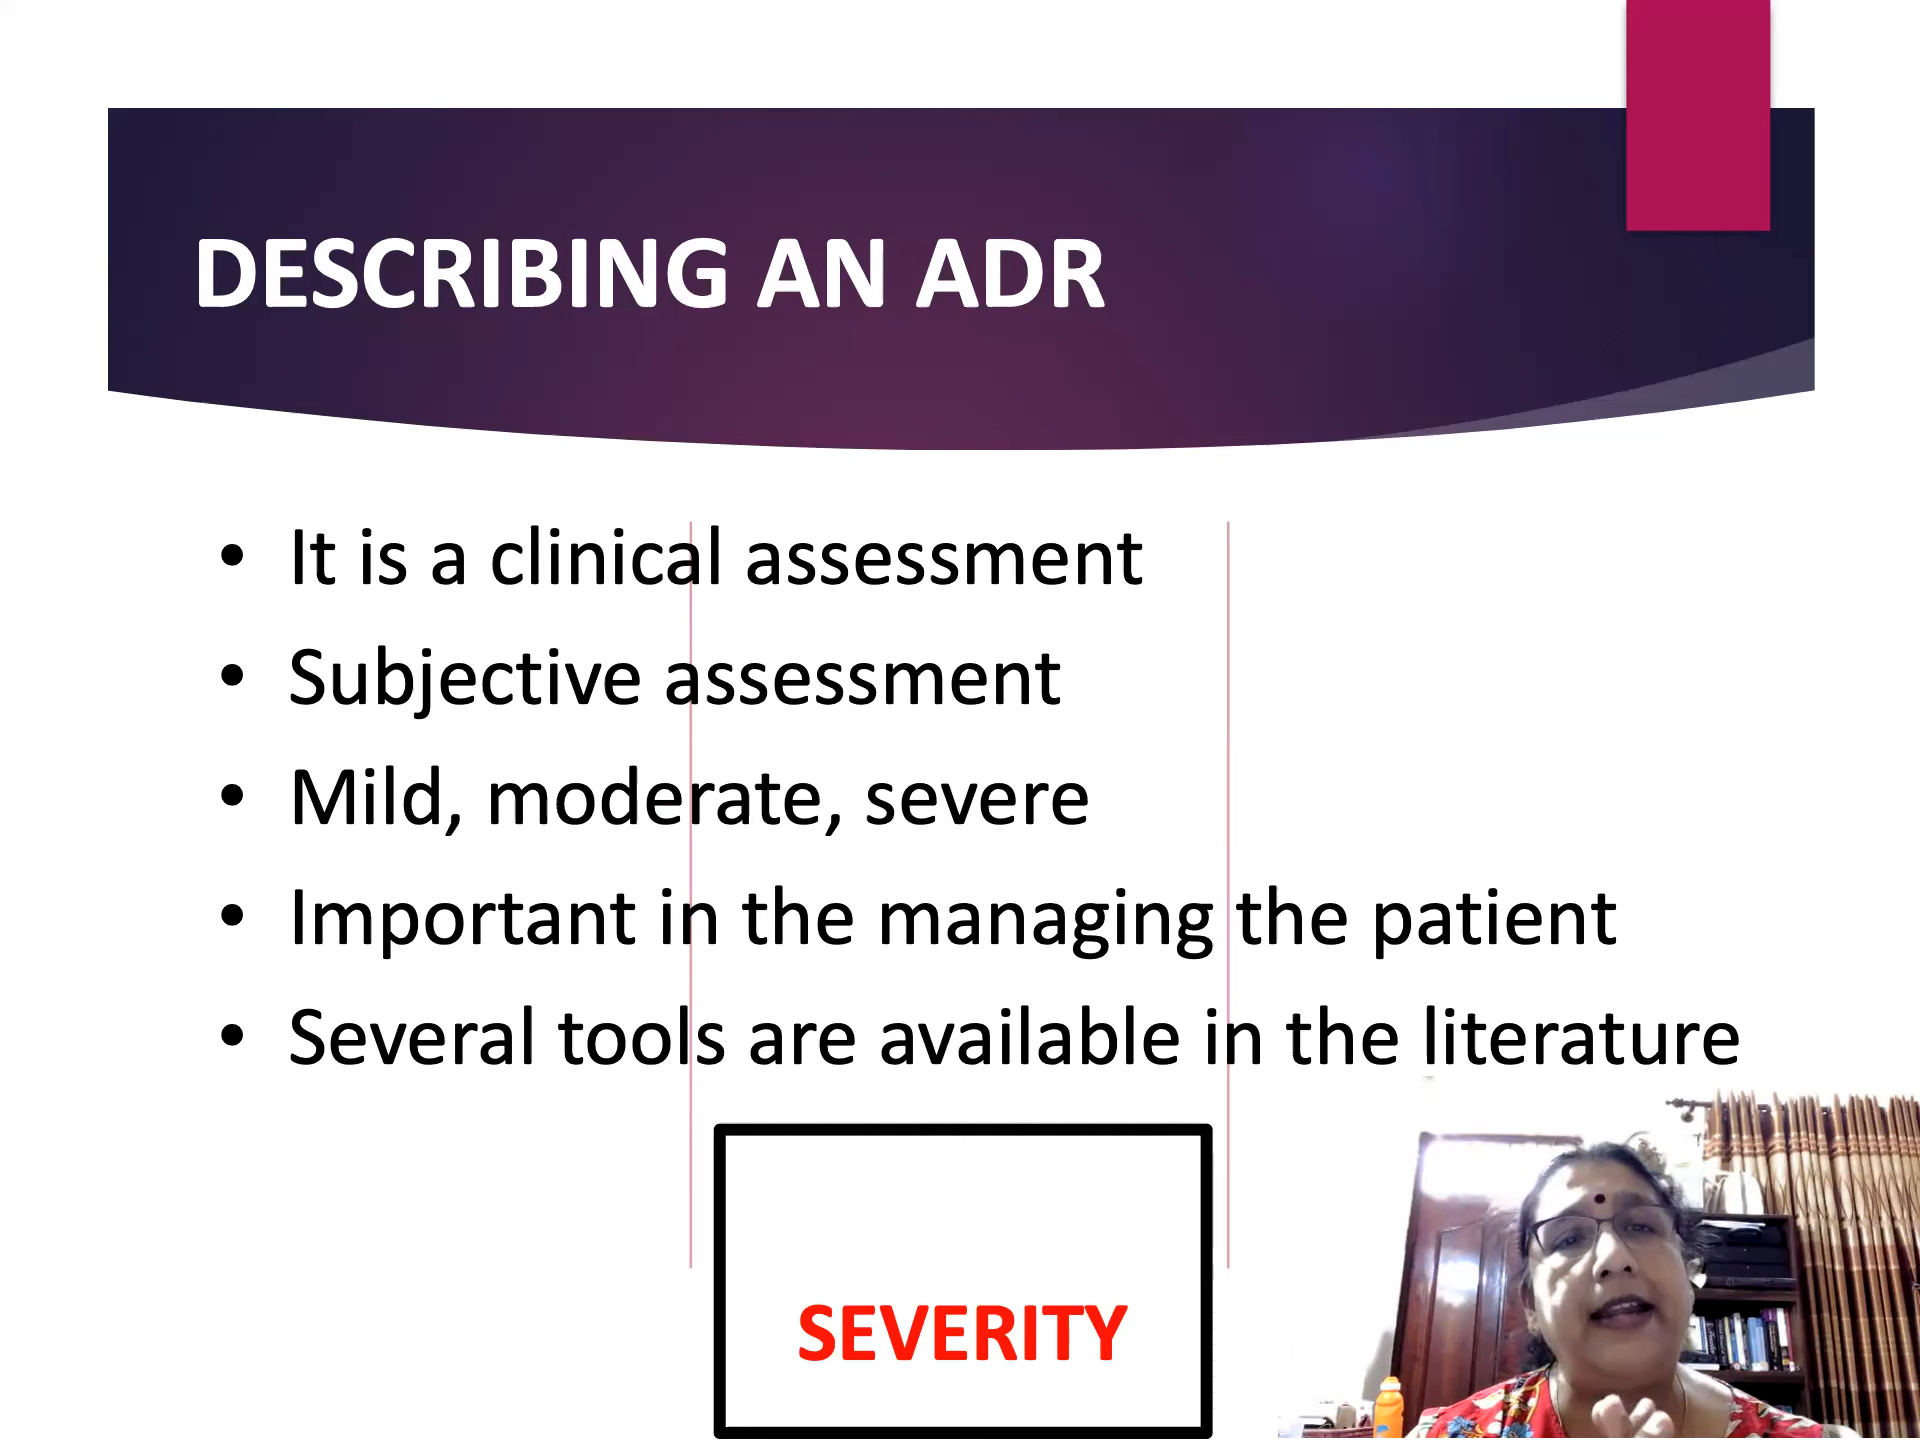 DESCRIBING AN ADR
• It is a clinical assessment
• Subjective assessment
• Mild, moderate, severe
• Important in the managing the patient
• Several tools are available in the literature
SEVERITY